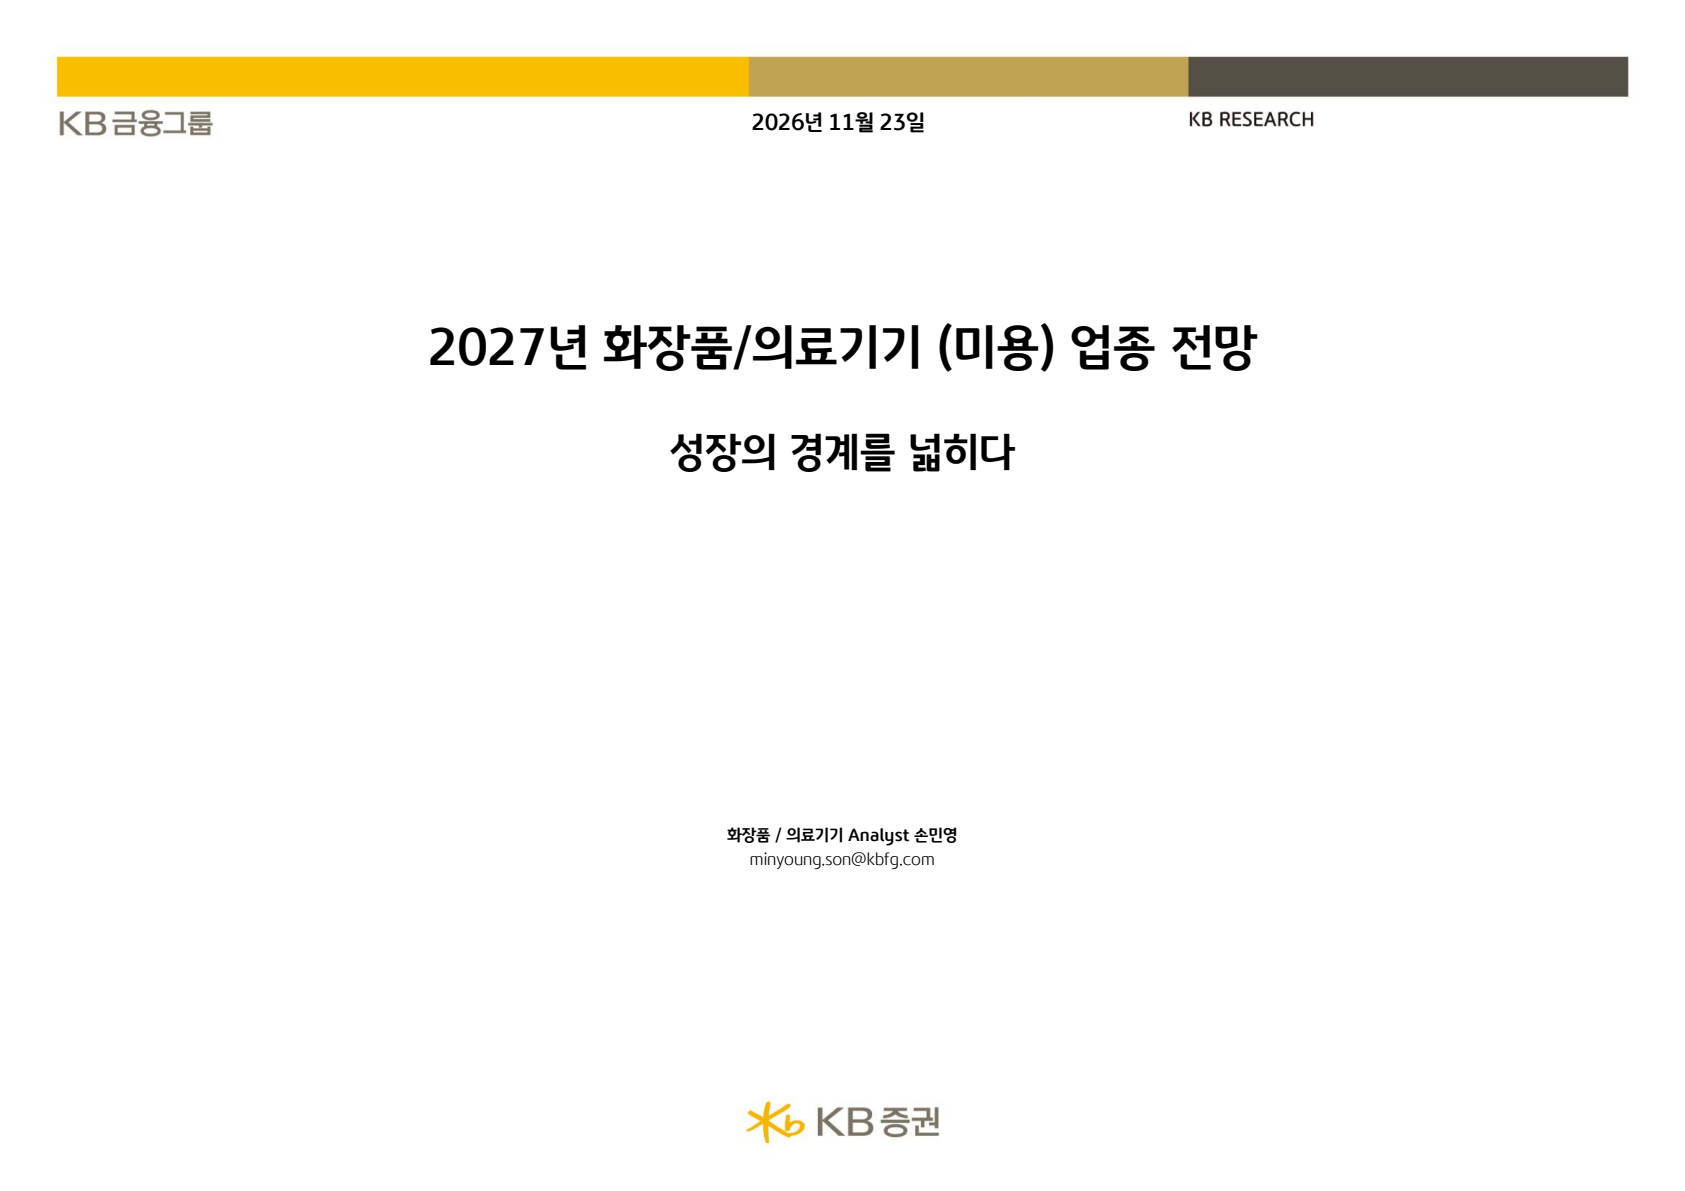 KB금융그룹
2026년 11월 23일
KB RESEARCH
2027년 화장품/의료기기 (미용) 업종 전망
성장의 경계를 넓히다
화장품 / 의료기기 Analyst 손민영
minyoung.son@kbfg.com
KB증권